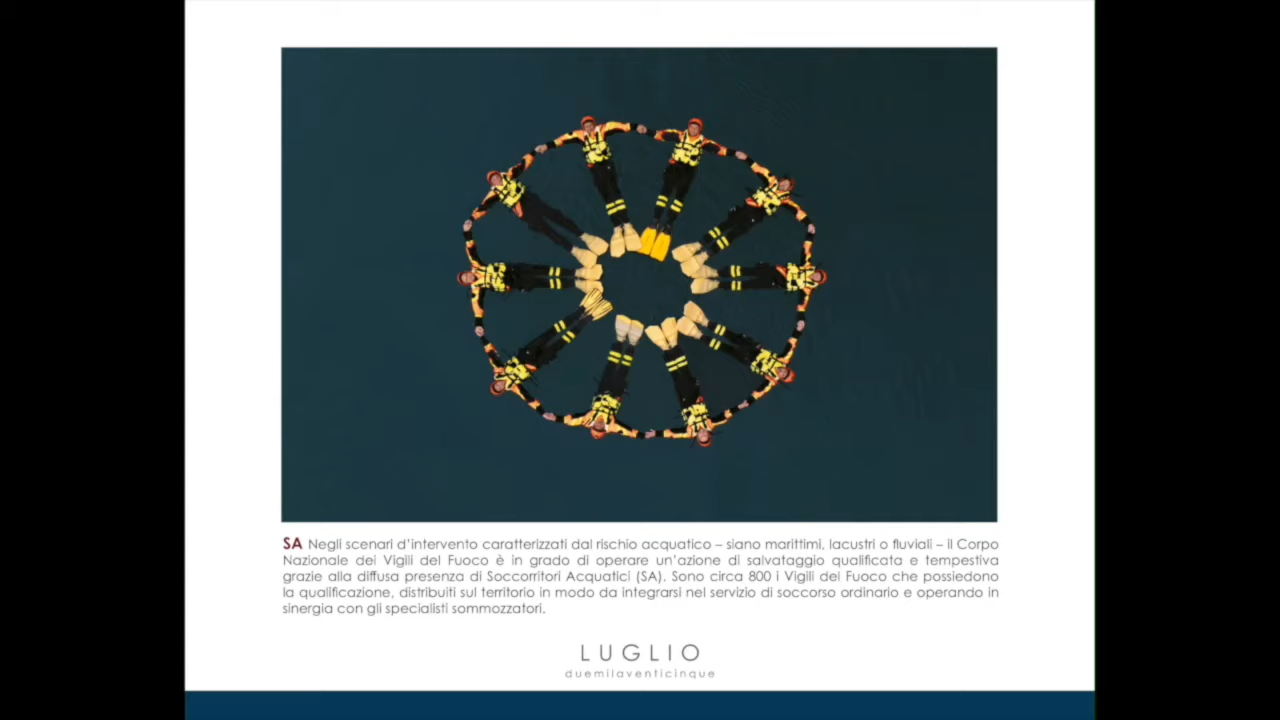 SA Negli scenari d'intervento caratterizzati dal rischio acquatico – siano marittimi, lacustri o fluviali – il Corpo
Nazionale dei Vigili del Fuoco è in grado di operare un'azione di salvataggio qualificata e tempestiva
grazie alla diffusa presenza di Soccorritori Acquatici (SA). Sono circa 800 i Vigili del Fuoco che possiedono
la qualificazione, distribuiti sul territorio in modo da integrarsi nel servizio di soccorso ordinario e operando in
sinergia con gli specialisti sommozzatori.
LUGLIO
duemilaventicinque